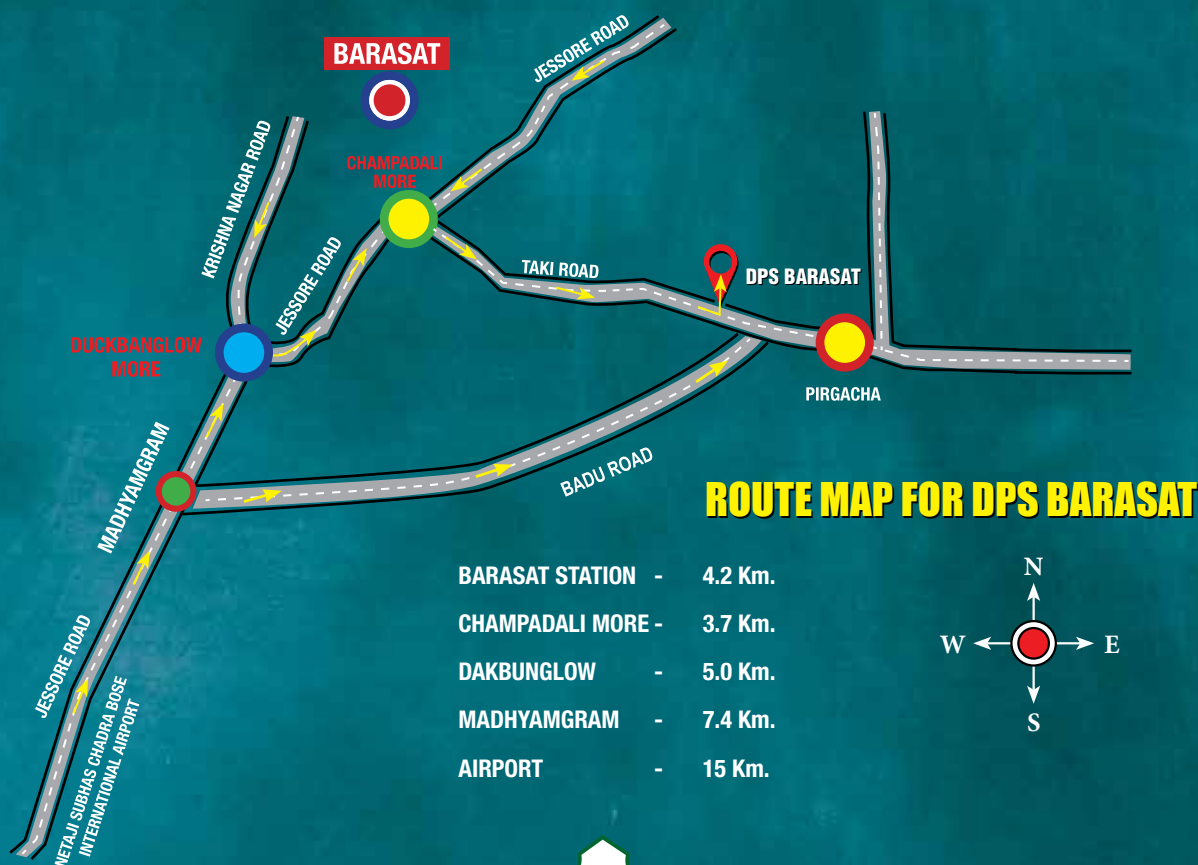 BARASAT
JESSORE ROAD
KRISHNA NAGAR ROAD
CHAMPADALI
MORE
JESSORE ROAD
TAKI ROAD
DPS BARASAT
DUCKBANGLOW
MORE
PIRGACHA
MADHYAMGRAM
BADU ROAD
ROUTE MAP FOR DPS BARASAT
JESSORE ROAD
NETAJI SUBHAS CHADRA BOSE
INTERNATIONAL AIRPORT
BARASAT STATION - 4.2 Km.
CHAMPADALI MORE - 3.7 Km.
DAKBUNGLOW - 5.0 Km.
MADHYAMGRAM - 7.4 Km.
AIRPORT - 15 Km.
N
W E
S